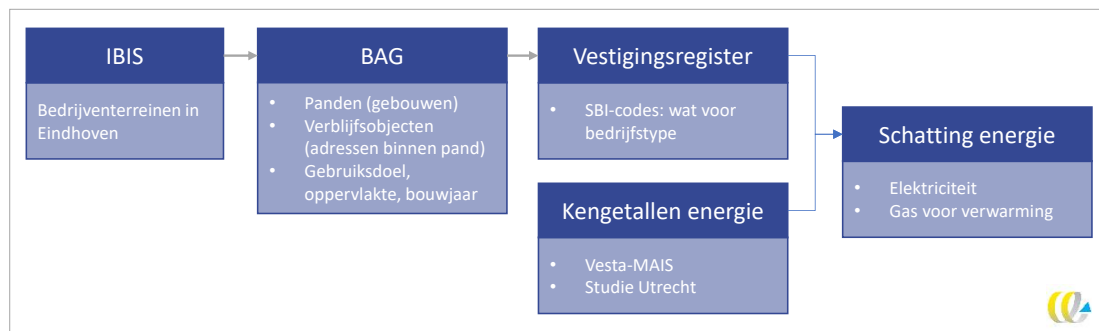 IBIS
Bedrijventerreinen in
Eindhoven
BAG
• Panden (gebouwen)
• Verblijfsobjecten
(adressen binnen pand)
• Gebruiksdoel,
oppervlakte, bouwjaar
Vestigingsregister
• SBI-codes: wat voor
bedrijfstype
Kengetallen energie
• Vesta-MAIS
• Studie Utrecht
Schatting energie
• Elektriciteit
• Gas voor verwarming